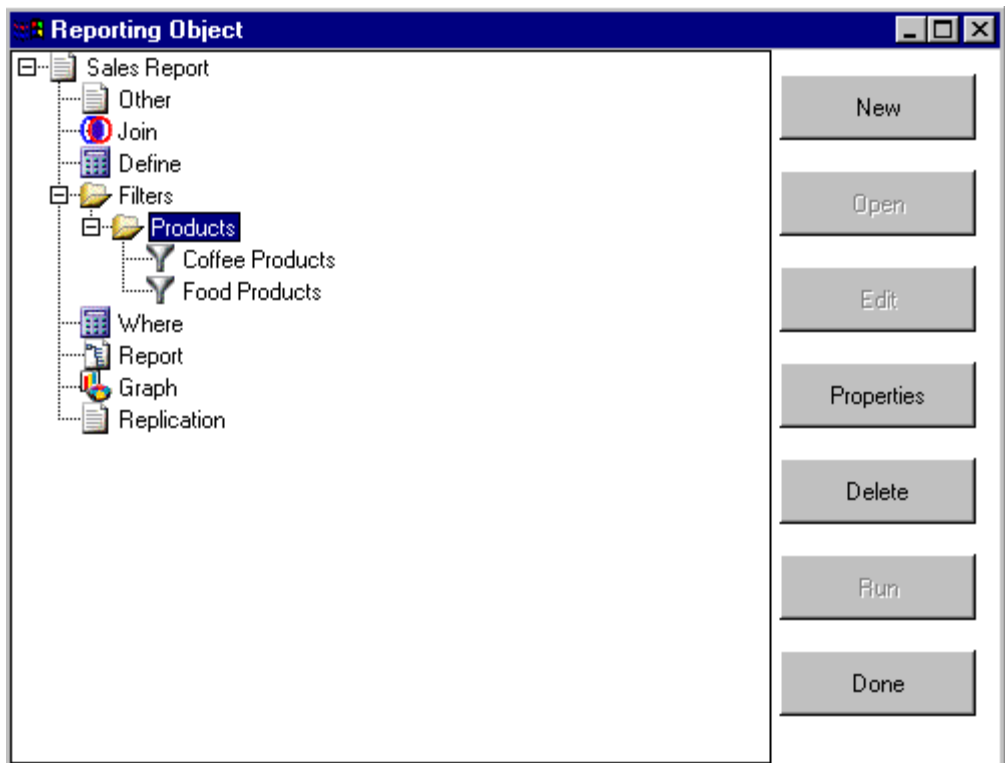 Reporting Object
Sales Report
Other
Join
Define
Filters
Products
Coffee Products
Food Products
Where
Report
Graph
Replication
New
Open
Edit
Properties
Delete
Run
Done